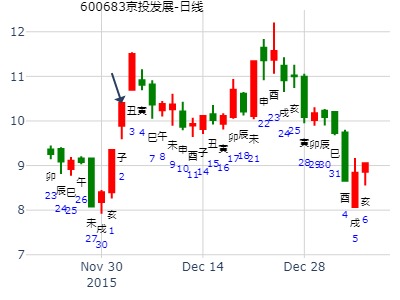 600683京投发展-日线
12
11
10
9
8
7
卯
23
辰
24
巳
25
午
26
未
27
戌
30
亥
1
子
2
丑
3
寅
4
巳
7
午
8
未
9
申
10
酉
11
子
14
丑
15
寅
16
卯
17
辰
18
未
21
申
22
酉
23
戌
24
亥
25
寅
28
卯
29
辰
30
巳
31
酉
4
戌
5
亥
6
Nov 30
2015
Dec 14
Dec 28